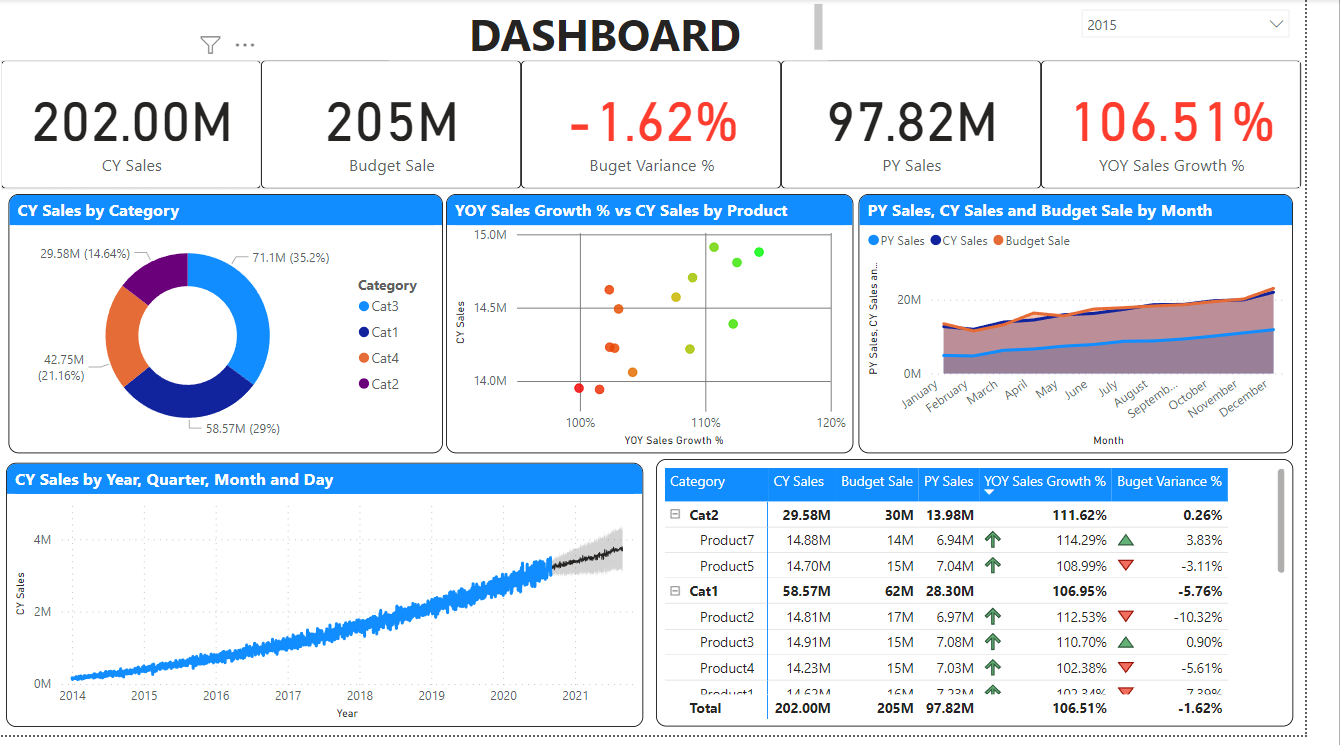 DASHBOARD
2015
202.00M
CY Sales
205M
Budget Sale
-1.62%
Buget Variance %
97.82M
PY Sales
106.51%
YOY Sales Growth %
CY Sales by Category
29.58M (14.64%)
71.1M (35.2%)
42.75M
(21.16%)
58.57M (29%)
Category
Cat3
Cat1
Cat4
Cat2
YOY Sales Growth % vs CY Sales by Product
CY Sales
15.0M
14.5M
14.0M
100% 110% 120%
YOY Sales Growth %
PY Sales, CY Sales and Budget Sale by Month
PY Sales CY Sales Budget Sale
PY Sales, CY Sales an...
20M
0M
January February March April May June July August Septemb... October November December
Month
CY Sales by Year, Quarter, Month and Day
CY Sales
4M
2M
0M
2014 2015 2016 2017 2018 2019 2020 2021
Year
Category CY Sales Budget Sale PY Sales YOY Sales Growth % Buget Variance %
Cat2 29.58M 30M 13.98M 111.62% 0.26%
Product7 14.88M 14M 6.94M 114.29% 3.83%
Product5 14.70M 15M 7.04M 108.99% -3.11%
Cat1 58.57M 62M 28.30M 106.95% -5.76%
Product2 14.81M 17M 6.97M 112.53% -10.32%
Product3 14.91M 15M 7.08M 110.70% 0.90%
Product4 14.23M 15M 7.03M 102.38% -5.61%
Product1 14.62M 16M 7.23M 102.34% -7.39%
Total 202.00M 205M 97.82M 106.51% -1.62%